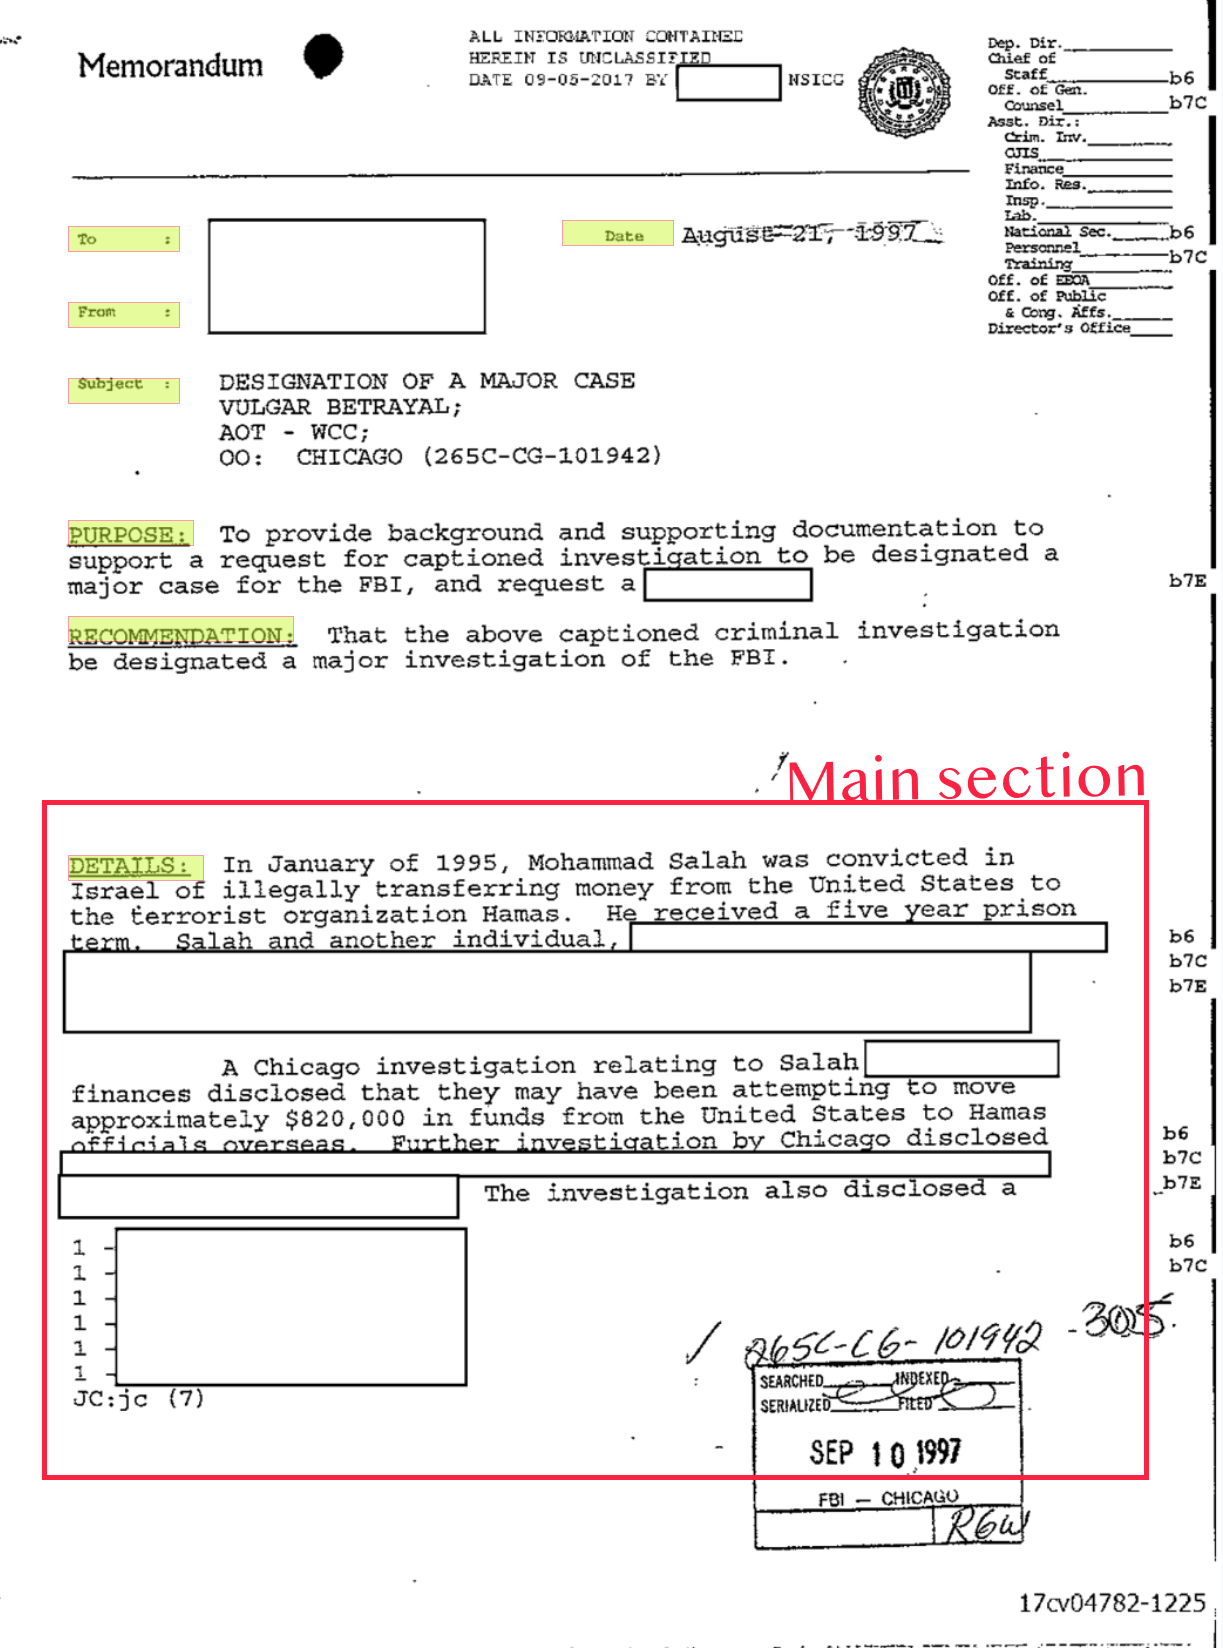 Memorandum
ALL INFORMATION CONTAINED
HEREIN IS UNCLASSIFIED
DATE 09-06-2017 BY NSICG
Dep. Dir.
Chief of
Staff
b6
Off. of Gen.
Counsel
b7C
Asst. Dir.:
Crim. Inv.
CJIS
Finance
Info. Res.
Insp.
Lab.
National Sec.
b6
Personnel
b7C
Training
Off. of EEOA
Off. of Public
& Cong. Affs.
Director's Office
To :
Date August 21, 1997
From :
Subject : DESIGNATION OF A MAJOR CASE
VULGAR BETRAYAL;
AOT - WCC;
OO: CHICAGO (265C-CG-101942)
PURPOSE: To provide background and supporting documentation to
support a request for captioned investigation to be designated a
major case for the FBI, and request a
b7E
RECOMMENDATION: That the above captioned criminal investigation
be designated a major investigation of the FBI.
Main section
DETAILS: In January of 1995, Mohammad Salah was convicted in
Israel of illegally transferring money from the United States to
the terrorist organization Hamas. He received a five year prison
term. Salah and another individual,
b6
b7C
b7E
A Chicago investigation relating to Salah
finances disclosed that they may have been attempting to move
approximately $820,000 in funds from the United States to Hamas
officials overseas. Further investigation by Chicago disclosed
b6
b7C
The investigation also disclosed a
b7E
1 -
1 -
1 -
1 -
1 -
1 -
b6
b7C
JC:jc (7)
265C-CG-101942 -305
SEARCHED INDEXED
SERIALIZED FILED
SEP 10 1997
FBI — CHICAGO
RGW
17cv04782-1225